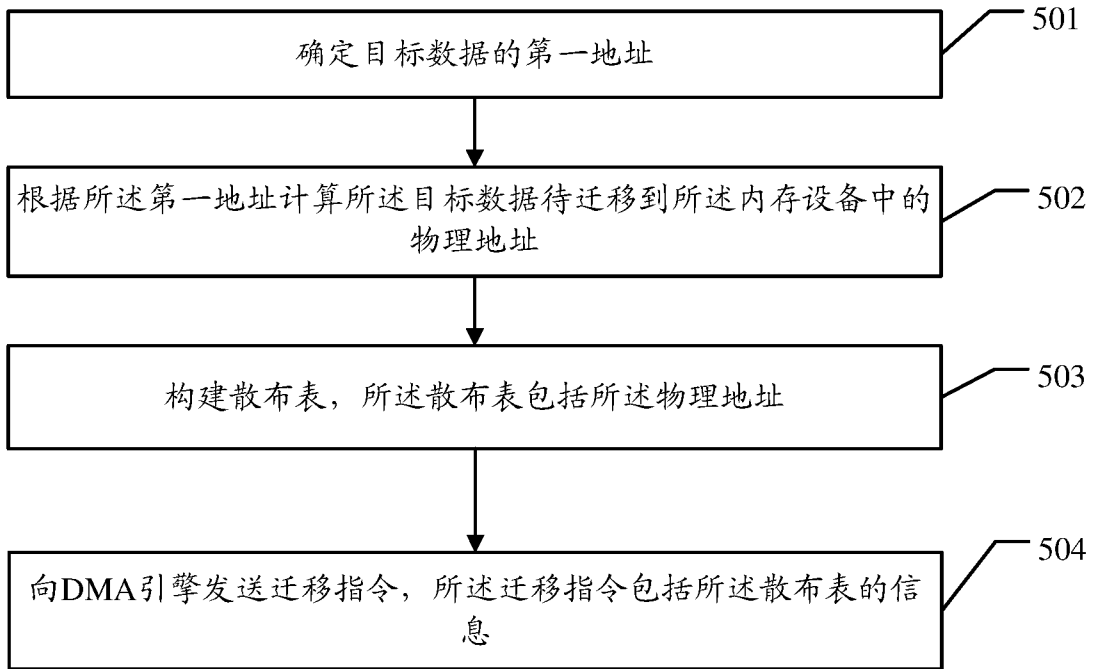 确定目标数据的第一地址
501
根据所述第一地址计算所述目标数据待迁移到所述内存设备中的
物理地址
502
构建散布表，所述散布表包括所述物理地址
503
向DMA引擎发送迁移指令，所述迁移指令包括所述散布表的信
息
504